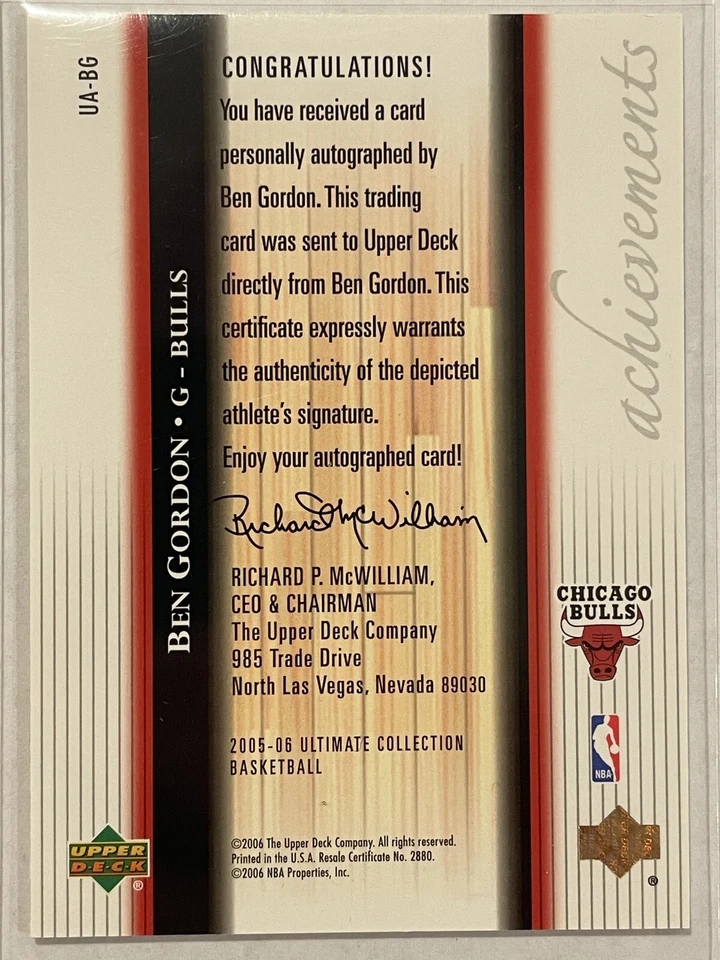 UA-BG
BEN GORDON • G - BULLS
CONGRATULATIONS!
You have received a card
personally autographed by
Ben Gordon. This trading
card was sent to Upper Deck
directly from Ben Gordon. This
certificate expressly warrants
the authenticity of the depicted
athlete's signature.
Enjoy your autographed card!
Richard McWilliam
RICHARD P. McWILLIAM,
CEO & CHAIRMAN
The Upper Deck Company
985 Trade Drive
North Las Vegas, Nevada 89030
2005-06 ULTIMATE COLLECTION
BASKETBALL
©2006 The Upper Deck Company. All rights reserved.
Printed in the U.S.A. Resale Certificate No. 2880.
©2006 NBA Properties, Inc.
achievements
CHICAGO
BULLS
NBA
UPPER
D·E·C·K
®
®